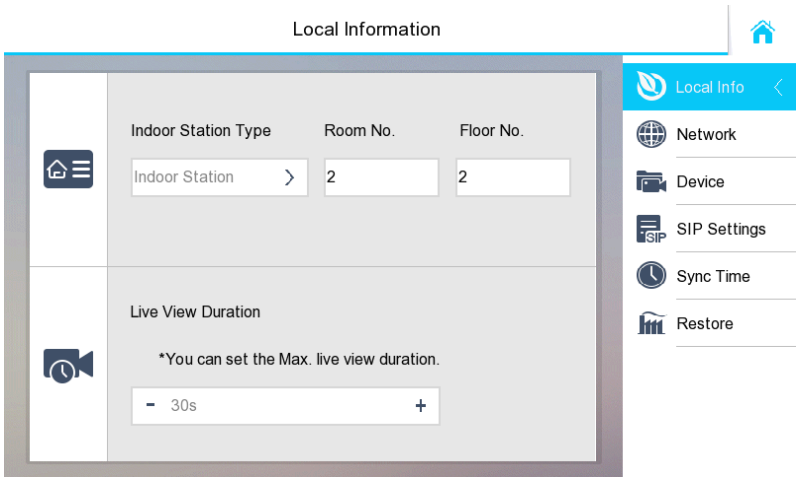 Local Information
Indoor Station Type Room No. Floor No.
Indoor Station 2 2
Live View Duration
*You can set the Max. live view duration.
- 30s +
Local Info
Network
Device
SIP SIP Settings
Sync Time
Restore